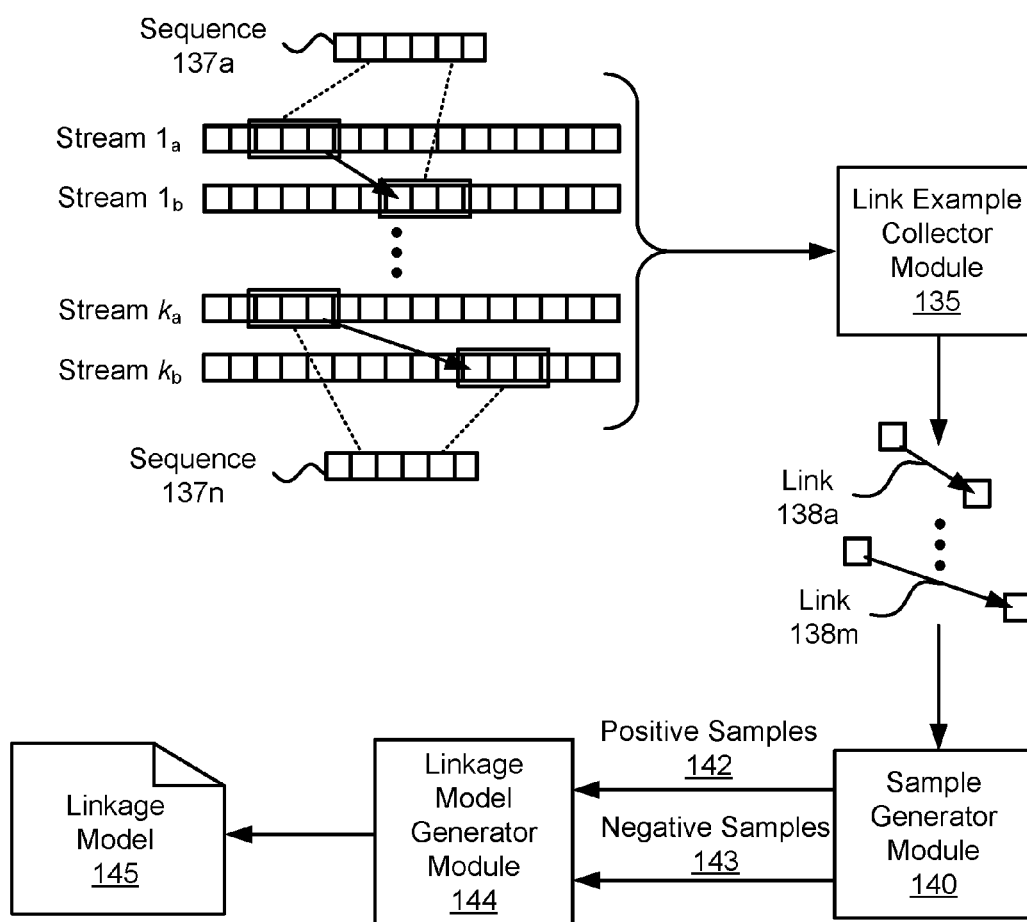 Sequence
137a
Stream 1a
Stream 1b
Stream ka
Stream kb
Sequence
137n
Link Example
Collector
Module
135
Link
138a
Link
138m
Positive Samples
142
Negative Samples
143
Sample
Generator
Module
140
Linkage
Model
Generator
Module
144
Linkage
Model
145